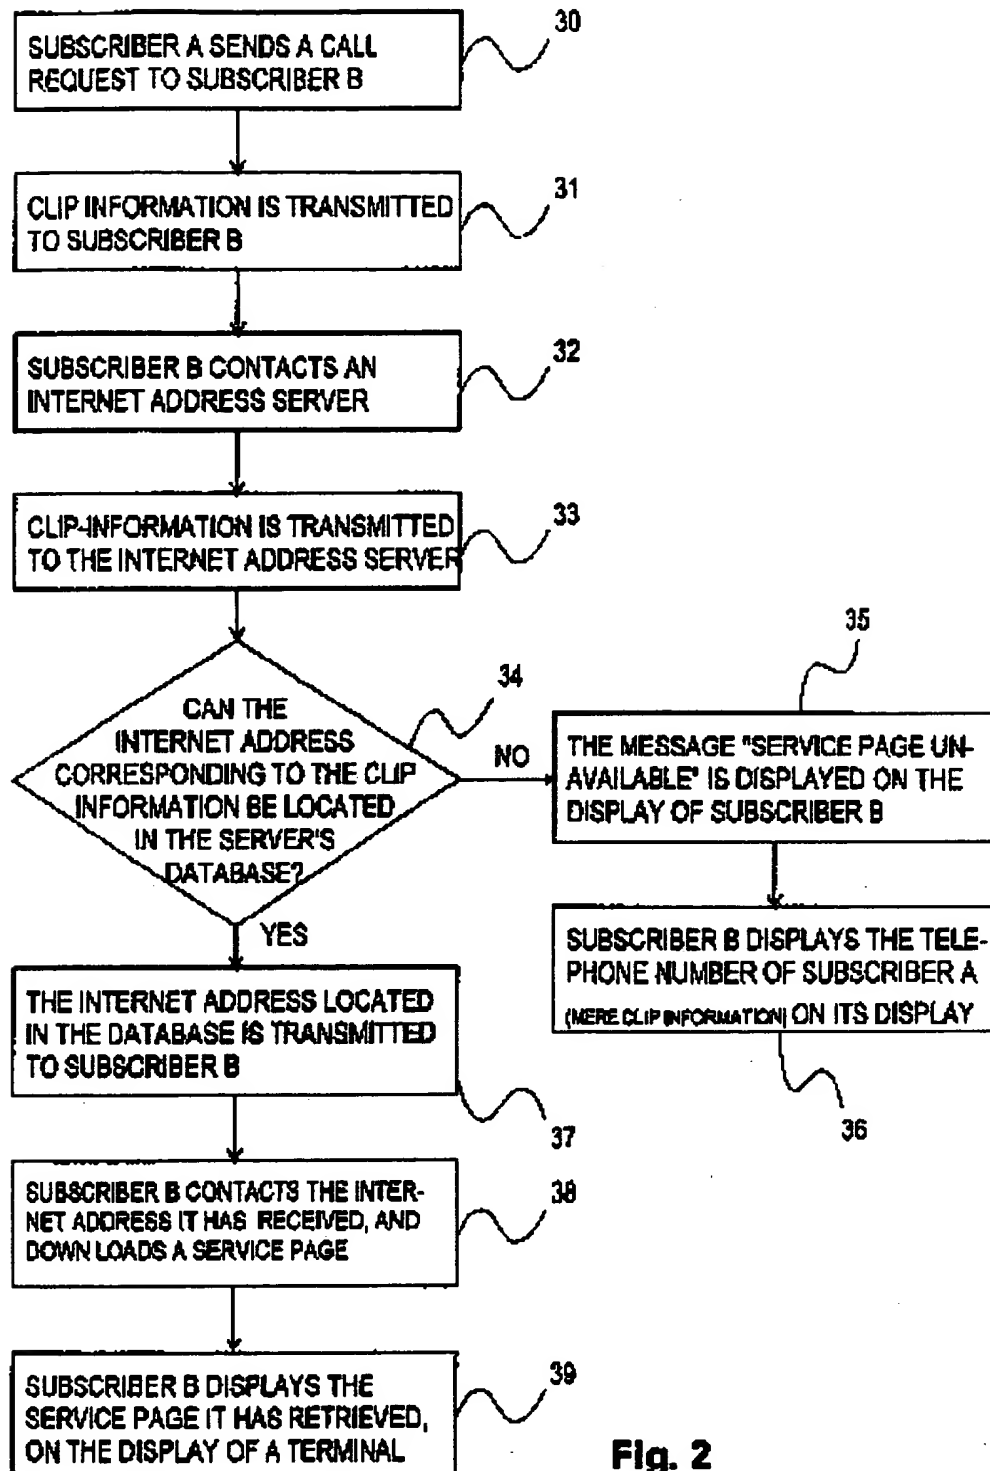 30
SUBSCRIBER A SENDS A CALL
REQUEST TO SUBSCRIBER B
31
CLIP INFORMATION IS TRANSMITTED
TO SUBSCRIBER B
32
SUBSCRIBER B CONTACTS AN
INTERNET ADDRESS SERVER
33
CLIP-INFORMATION IS TRANSMITTED
TO THE INTERNET ADDRESS SERVER
34
CAN THE
INTERNET ADDRESS
CORRESPONDING TO THE CLIP
INFORMATION BE LOCATED
IN THE SERVER'S
DATABASE?
NO
35
THE MESSAGE "SERVICE PAGE UN-
AVAILABLE" IS DISPLAYED ON THE
DISPLAY OF SUBSCRIBER B
SUBSCRIBER B DISPLAYS THE TELE-
PHONE NUMBER OF SUBSCRIBER A
(MERE CLIP INFORMATION) ON ITS DISPLAY
36
YES
THE INTERNET ADDRESS LOCATED
IN THE DATABASE IS TRANSMITTED
TO SUBSCRIBER B
37
SUBSCRIBER B CONTACTS THE INTER-
NET ADDRESS IT HAS RECEIVED, AND
DOWN LOADS A SERVICE PAGE
38
SUBSCRIBER B DISPLAYS THE
SERVICE PAGE IT HAS RETRIEVED,
ON THE DISPLAY OF A TERMINAL
39
Fig. 2